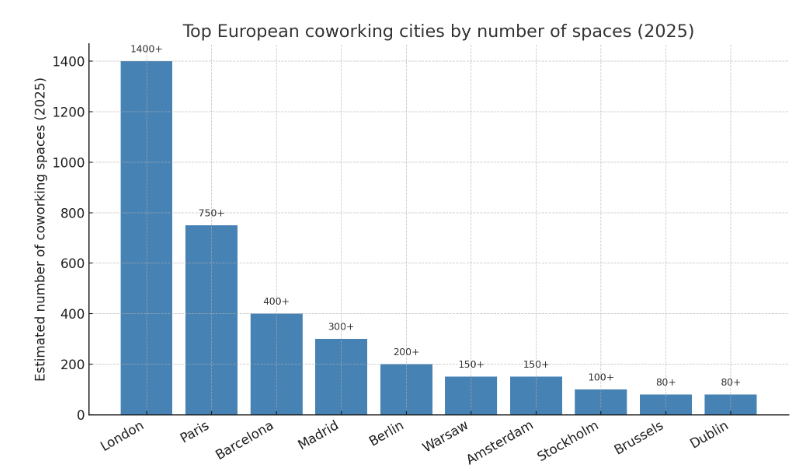 Top European coworking cities by number of spaces (2025)
Estimated number of coworking spaces (2025)
1400
1200
1000
800
600
400
200
0
1400+
750+
400+
300+
200+
150+
150+
100+
80+
80+
London
Paris
Barcelona
Madrid
Berlin
Warsaw
Amsterdam
Stockholm
Brussels
Dublin